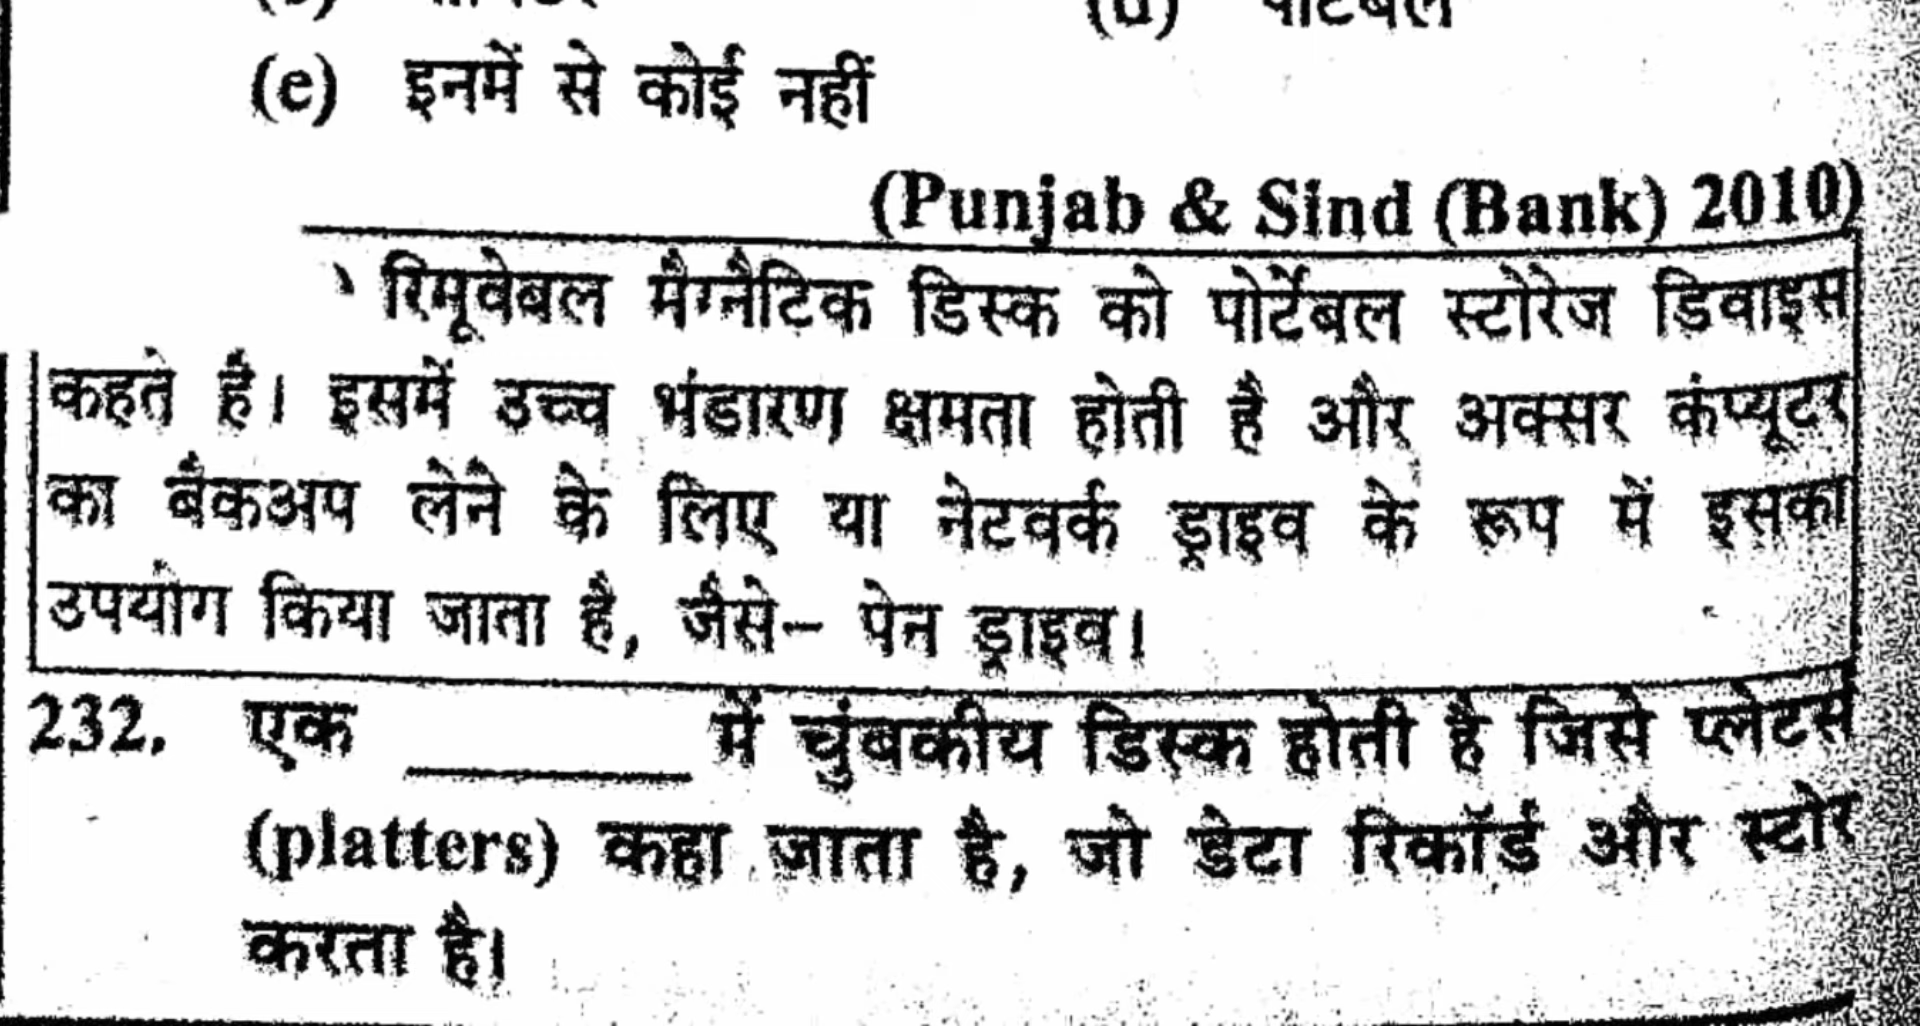 (e) इनमें से कोई नहीं
(Punjab & Sind (Bank) 2010)
रिमूवेबल मैग्नैटिक डिस्क को पोर्टेबल स्टोरेज डिवाइस
कहते है। इसमें उच्च भंडारण क्षमता होती है और अक्सर कंप्यूटर
का बैकअप लेने के लिए या नेटवर्क ड्राइव के रूप में इसका
उपयोग किया जाता है, जैसे– पेन ड्राइव।
232. एक ________ में चुंबकीय डिस्क होती है जिसे प्लेटर्स
(platters) कहा जाता है, जो डेटा रिकॉर्ड और स्टोर
करता है।